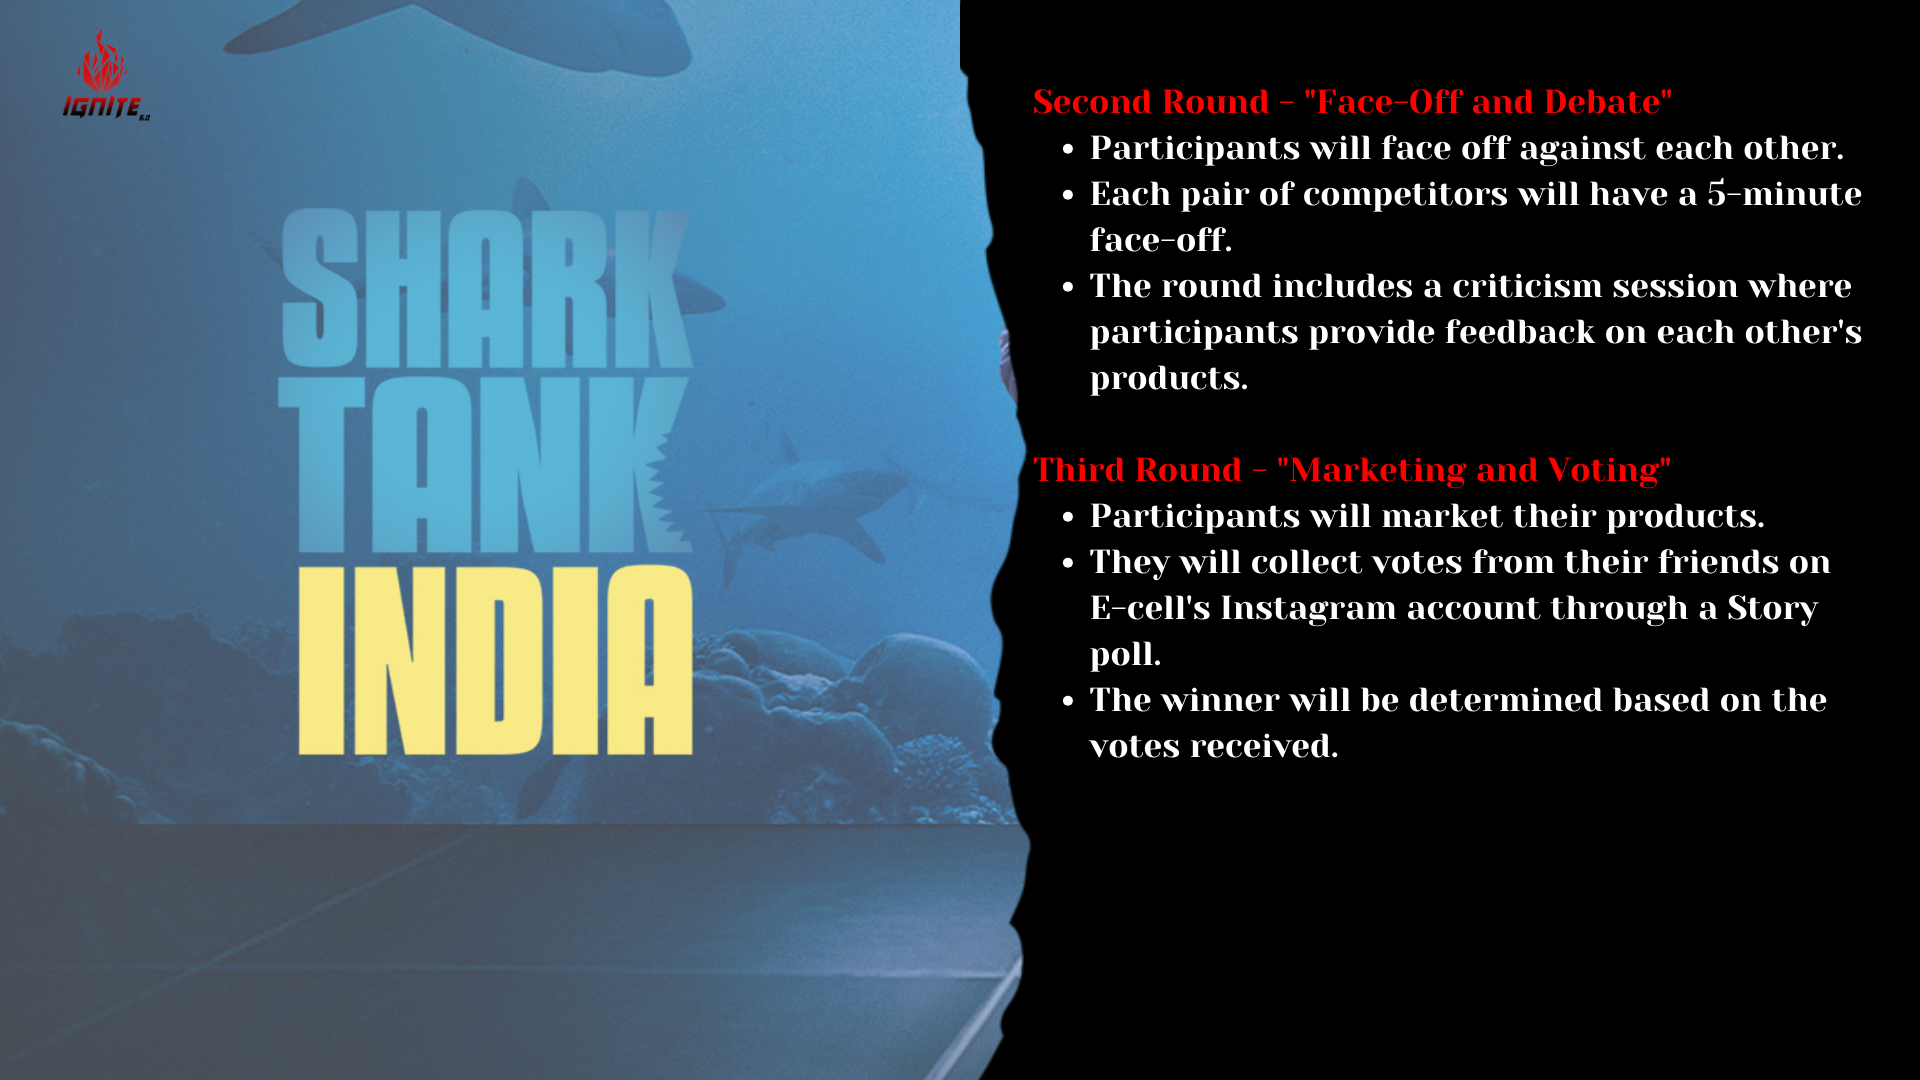 IGNITE
6.0
SHARK
TANK
INDIA
Second Round - "Face-Off and Debate"
• Participants will face off against each other.
• Each pair of competitors will have a 5-minute
face-off.
• The round includes a criticism session where
participants provide feedback on each other's
products.
Third Round - "Marketing and Voting"
• Participants will market their products.
• They will collect votes from their friends on
E-cell's Instagram account through a Story
poll.
• The winner will be determined based on the
votes received.